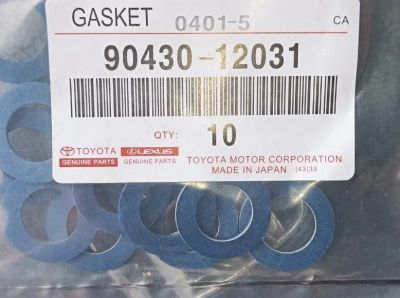 GASKET 0401-5 CA
90430-12031
QTY: 10
TOYOTA LEXUS TOYOTA MOTOR CORPORATION
GENUINE PARTS GENUINE PARTS MADE IN JAPAN (43)33